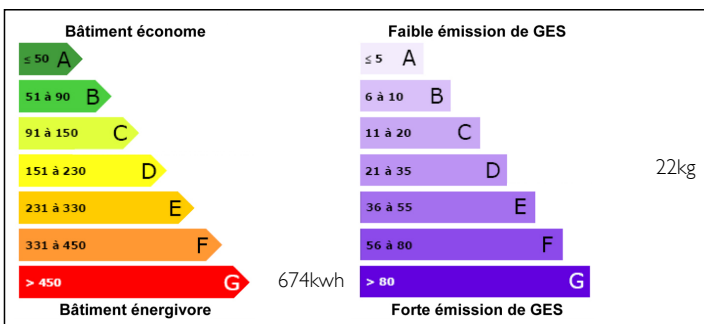 Bâtiment économe
≤ 50 A
51 à 90 B
91 à 150 C
151 à 230 D
231 à 330 E
331 à 450 F
> 450 G
674kwh
Bâtiment énergivore
Faible émission de GES
≤ 5 A
6 à 10 B
11 à 20 C
21 à 35 D
22kg
36 à 55 E
56 à 80 F
> 80 G
Forte émission de GES